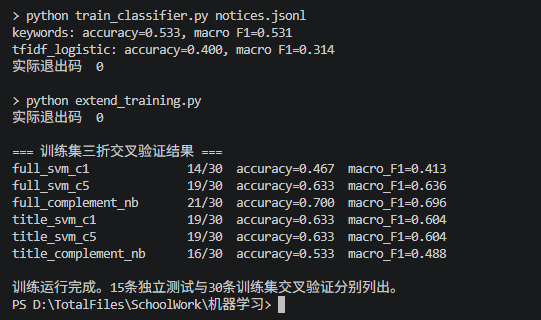 > python train_classifier.py notices.jsonl
keywords: accuracy=0.533, macro F1=0.531
tfidf_logistic: accuracy=0.400, macro F1=0.314
实际退出码  0
> python extend_training.py
实际退出码  0
=== 训练集三折交叉验证结果 ===
full_svm_c1             14/30  accuracy=0.467  macro_F1=0.413
full_svm_c5             19/30  accuracy=0.633  macro_F1=0.636
full_complement_nb      21/30  accuracy=0.700  macro_F1=0.696
title_svm_c1            19/30  accuracy=0.633  macro_F1=0.604
title_svm_c5            19/30  accuracy=0.633  macro_F1=0.604
title_complement_nb     16/30  accuracy=0.533  macro_F1=0.488
训练运行完成。15条独立测试与30条训练集交叉验证分别列出。
PS D:\TotalFiles\SchoolWork\机器学习>